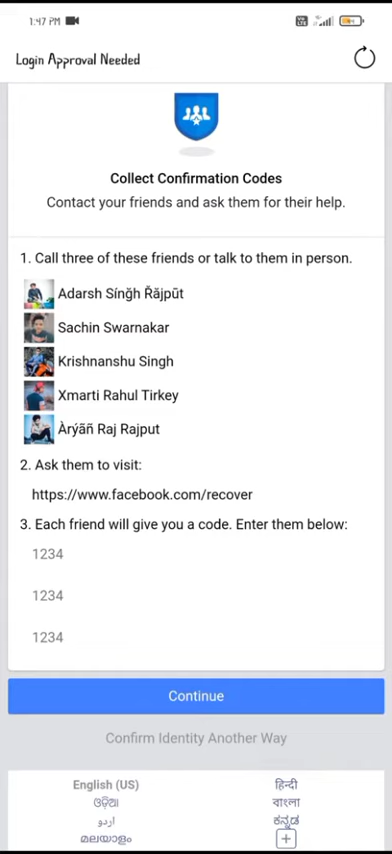 1:47 PM
Login Approval Needed
Collect Confirmation Codes
Contact your friends and ask them for their help.
1. Call three of these friends or talk to them in person.
Adarsh Síngh Řãjpūt
Sachin Swarnakar
Krishnanshu Singh
Xmarti Rahul Tirkey
Àrýãñ Raj Rajput
2. Ask them to visit:
https://www.facebook.com/recover
3. Each friend will give you a code. Enter them below:
1234
1234
1234
Continue
Confirm Identity Another Way
English (US)
हिन्दी
ଓଡ଼ିଆ
বাংলা
اردو
ಕನ್ನಡ
മലയാളം